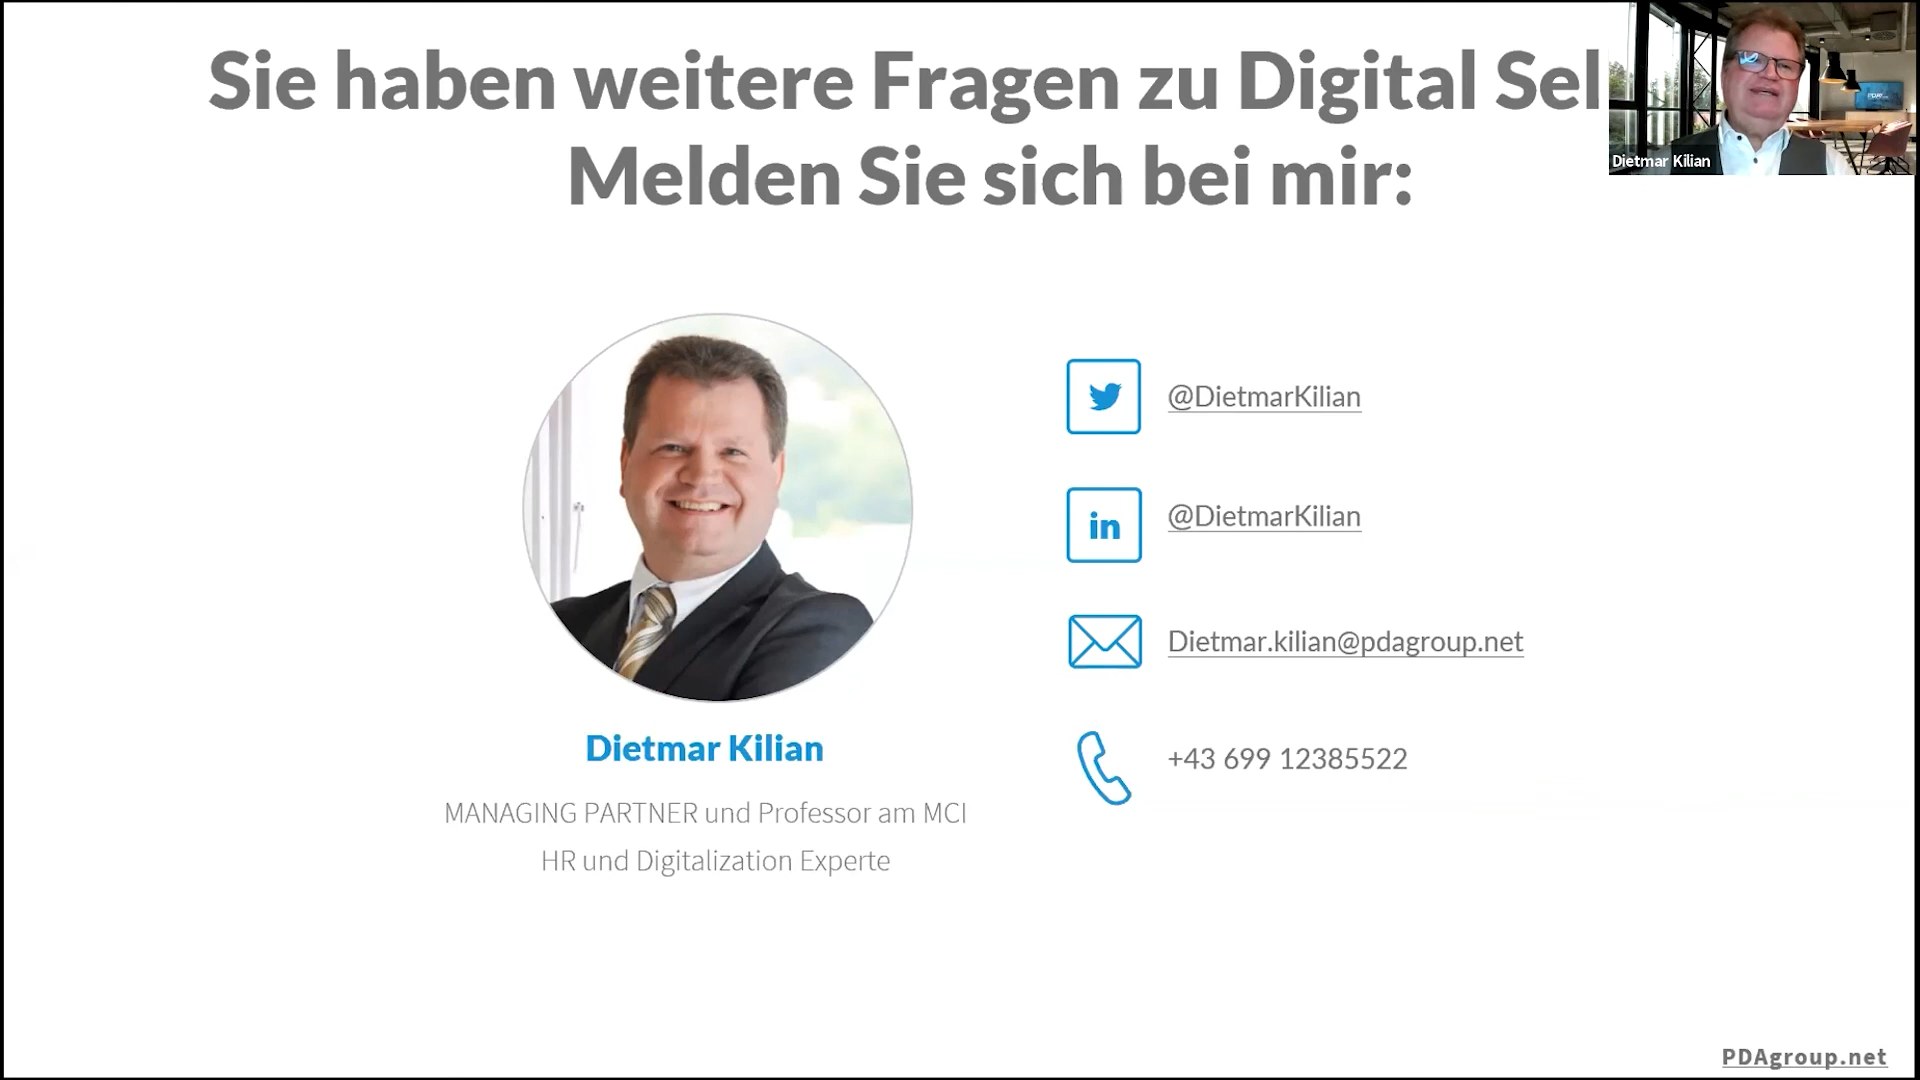 Sie haben weitere Fragen zu Digital Sel
Melden Sie sich bei mir:
Dietmar Kilian
@DietmarKilian
in
@DietmarKilian
Dietmar.kilian@pdagroup.net
+43 699 12385522
Dietmar Kilian
MANAGING PARTNER und Professor am MCI
HR und Digitalization Experte
PDAgroup.net